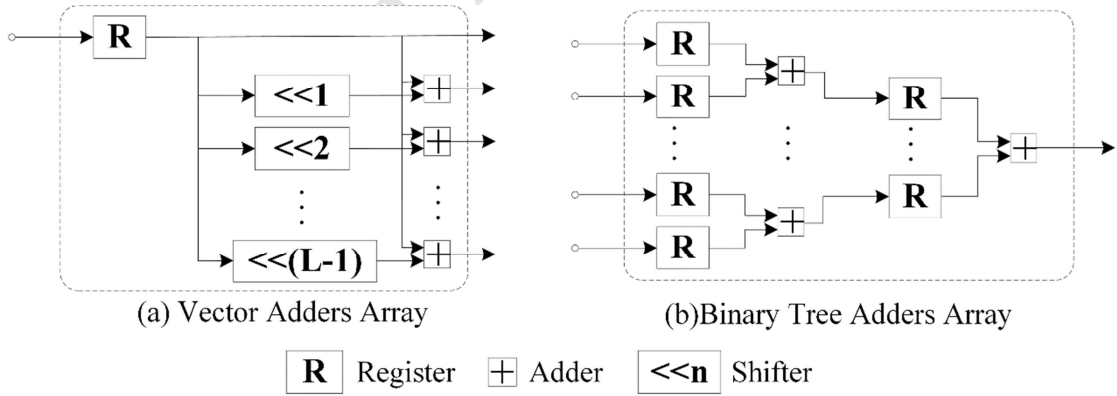 R
<<1
+
<<2
+
<<(L-1)
+
(a) Vector Adders Array
R
R
+
R
R
R
+
R
+
R
(b)Binary Tree Adders Array
R Register + Adder <<n Shifter